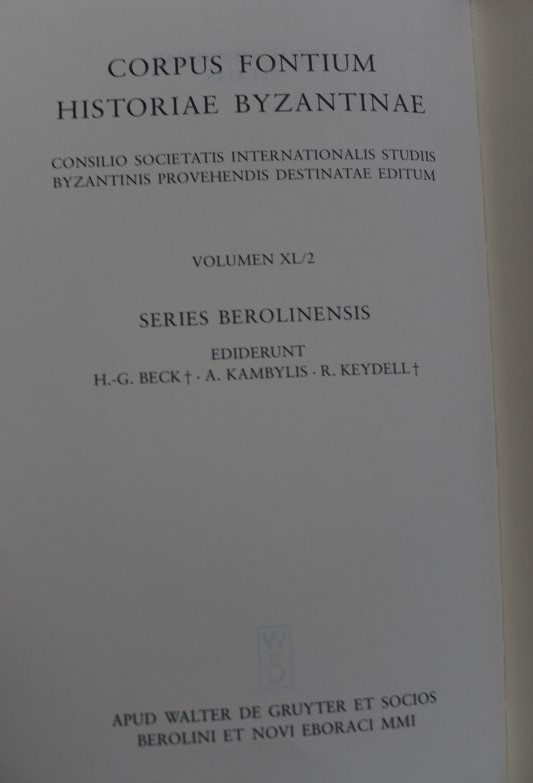 CORPUS FONTIUM
HISTORIAE BYZANTINAE
CONSILIO SOCIETATIS INTERNATIONALIS STUDIIS
BYZANTINIS PROVEHENDIS DESTINATAE EDITUM
VOLUMEN XL/2
SERIES BEROLINENSIS
EDIDERUNT
H.-G. BECK † · A. KAMBYLIS · R. KEYDELL †
APUD WALTER DE GRUYTER ET SOCIOS
BEROLINI ET NOVI EBORACI MMI